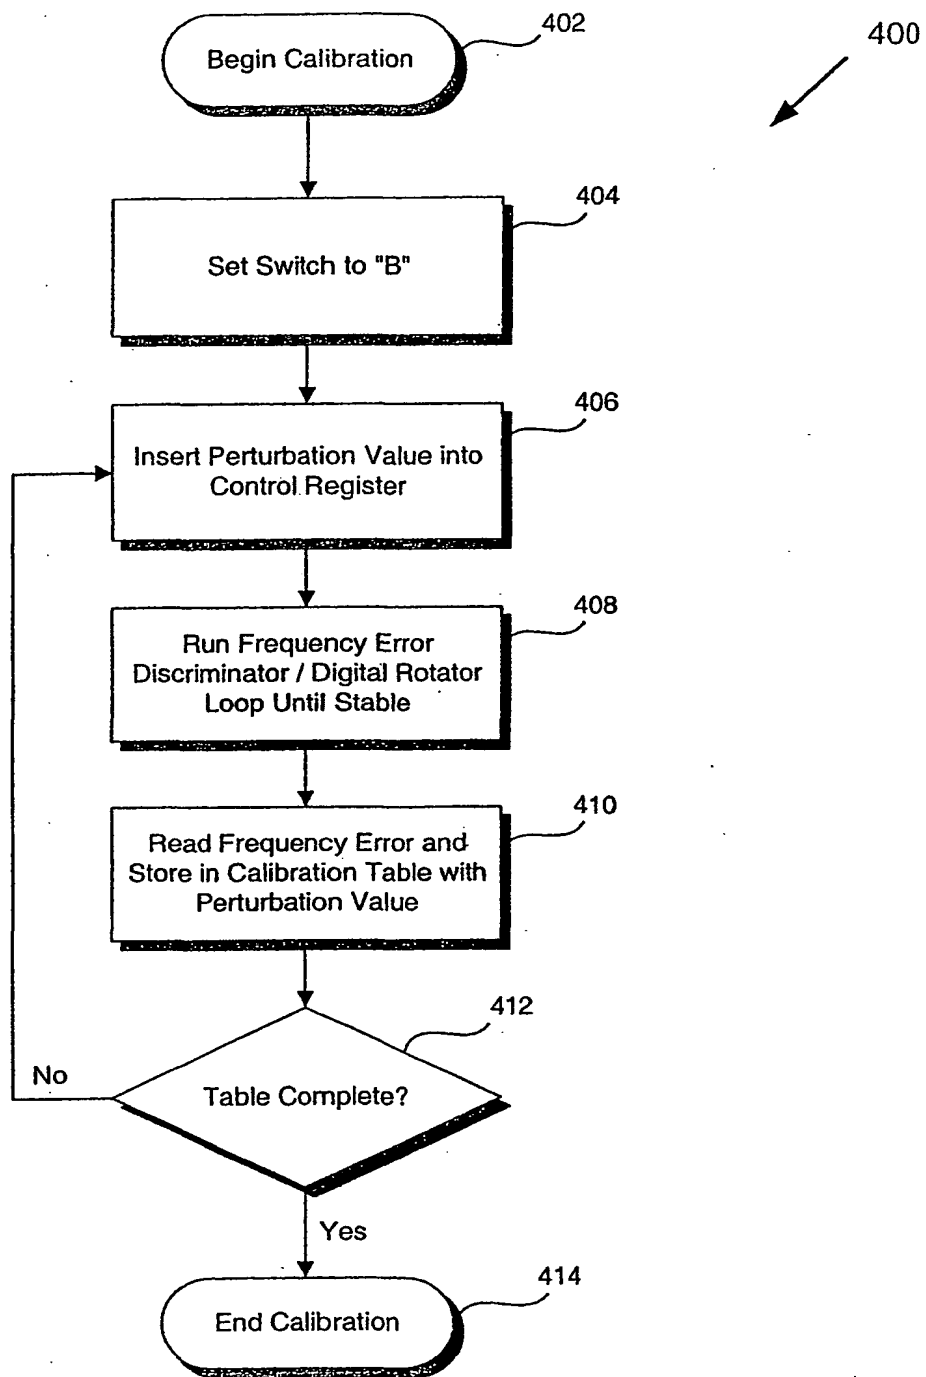 Begin Calibration
402
400
404
Set Switch to "B"
406
Insert Perturbation Value into
Control Register
408
Run Frequency Error
Discriminator / Digital Rotator
Loop Until Stable
410
Read Frequency Error and
Store in Calibration Table with
Perturbation Value
412
No
Table Complete?
Yes
414
End Calibration